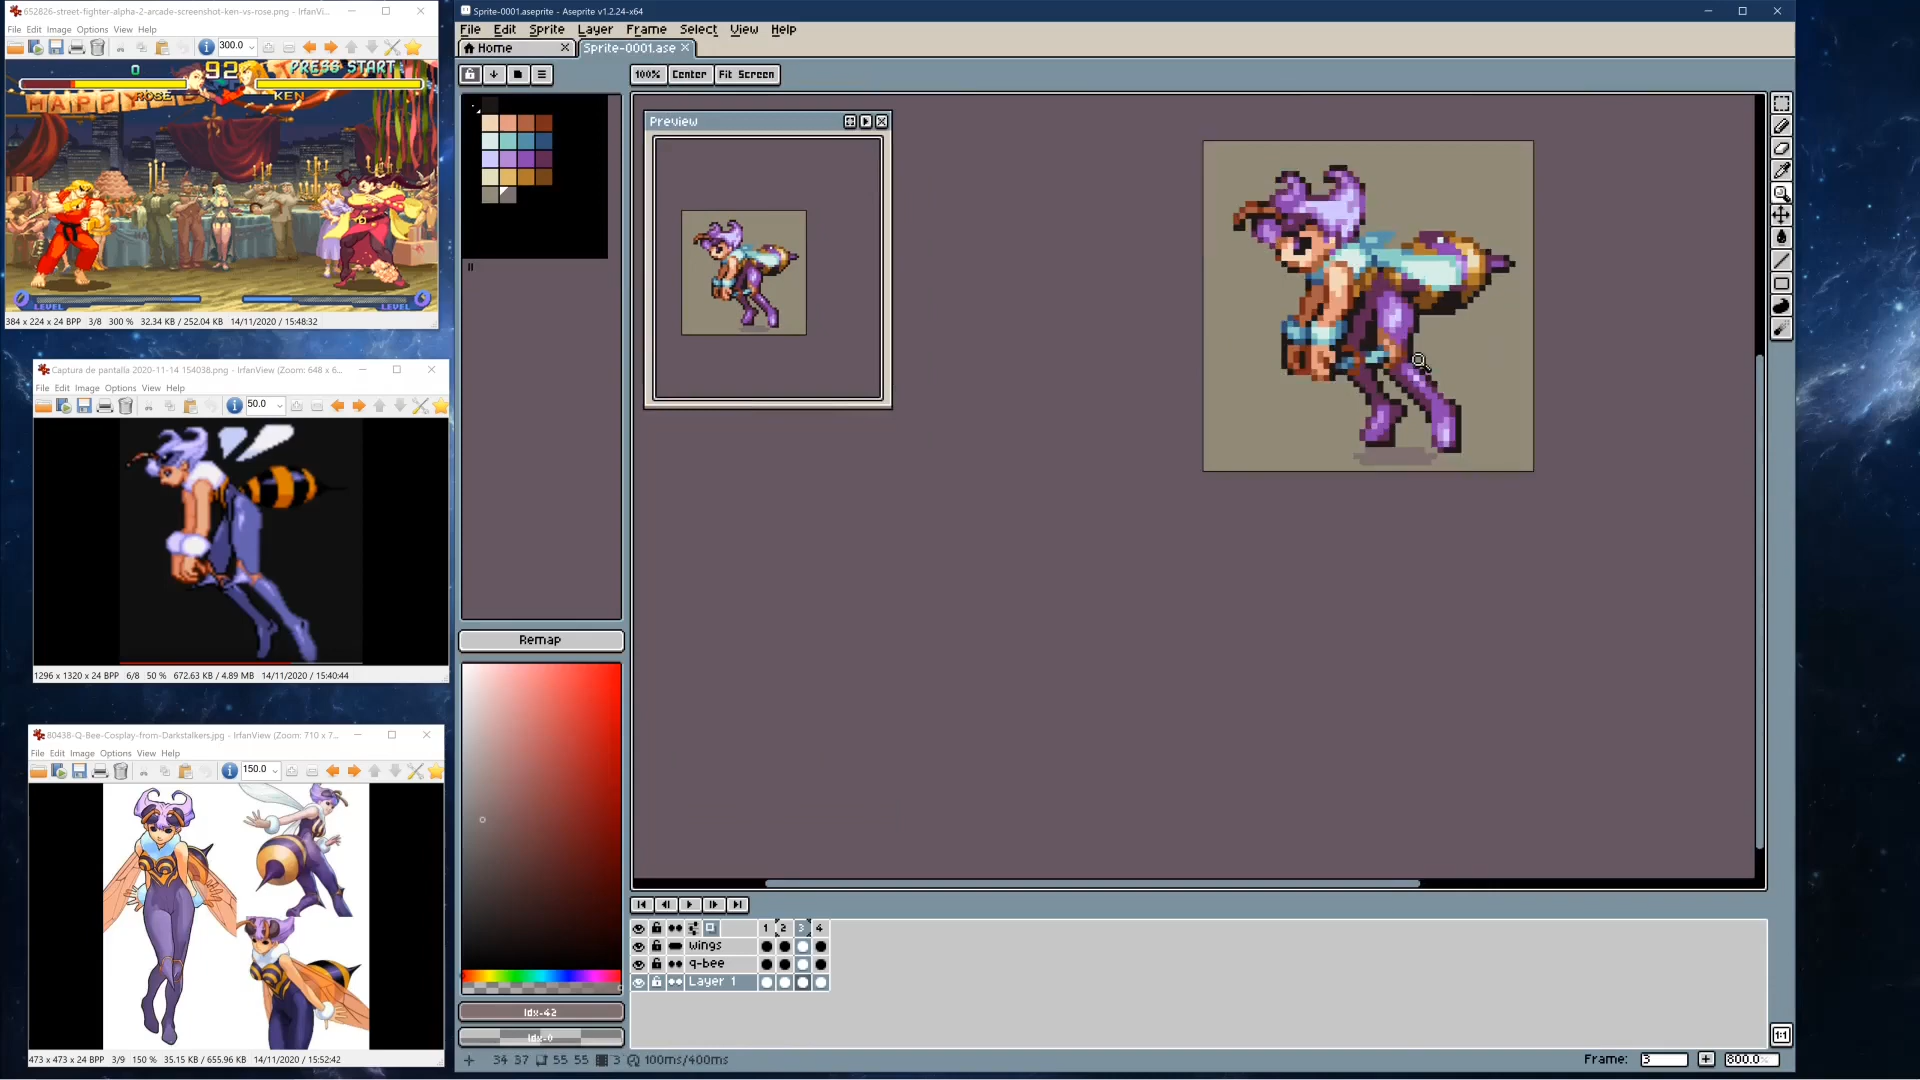 652826-street-fighter-alpha-2-arcade-screenshot-ken-vs-rose.png - IrfanVi...
File Edit Image Options View Help
300.0
0 92 PRESS START
ROSE KEN
HAPPY
LEVEL LEVEL
384 x 224 x 24 BPP 3/8 300 % 32.34 KB / 252.04 KB 14/11/2020 / 15:48:32
Captura de pantalla 2020-11-14 154038.png - IrfanView (Zoom: 648 x 6...
File Edit Image Options View Help
50.0
1296 x 1320 x 24 BPP 6/8 50 % 672.63 KB / 4.89 MB 14/11/2020 / 15:40:44
80438-Q-Bee-Cosplay-from-Darkstalkers.jpg - IrfanView (Zoom: 710 x 7...
File Edit Image Options View Help
150.0
473 x 473 x 24 BPP 3/9 150 % 35.15 KB / 655.96 KB 14/11/2020 / 15:52:42
Sprite-0001.aseprite - Aseprite v1.2.24-x64
File Edit Sprite Layer Frame Select View Help
Home Sprite-0001.ase
100% Center Fit Screen
Preview
Remap
Idx-42
Idx-0
1 2 3 4
wings
q-bee
Layer 1
1:1
34 37 55 55 3 100ms/400ms
Frame: 3 + 800.0